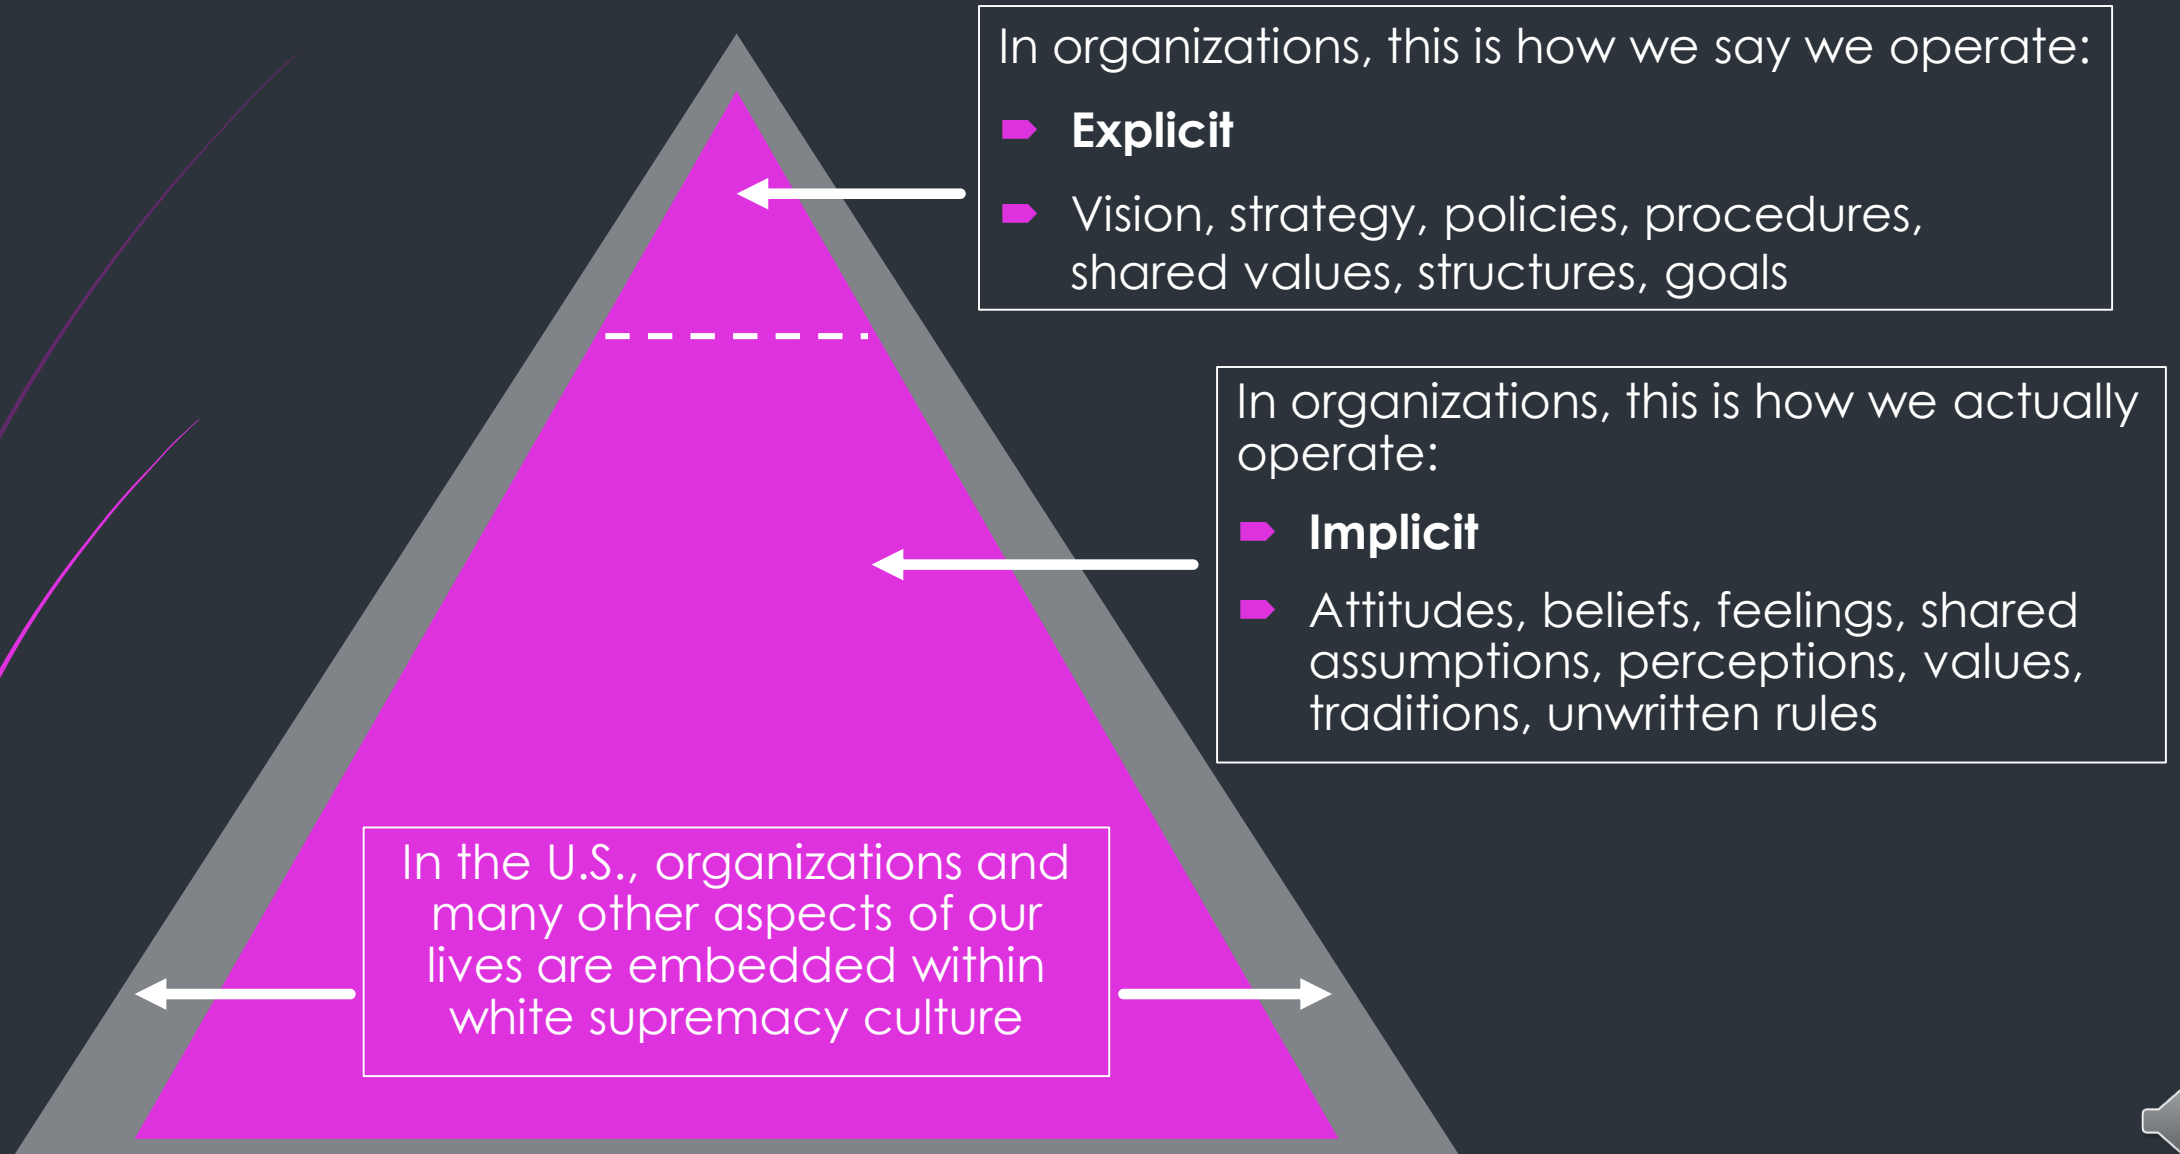 In organizations, this is how we say we operate:
Explicit
Vision, strategy, policies, procedures,
shared values, structures, goals
In organizations, this is how we actually
operate:
Implicit
Attitudes, beliefs, feelings, shared
assumptions, perceptions, values,
traditions, unwritten rules
In the U.S., organizations and
many other aspects of our
lives are embedded within
white supremacy culture